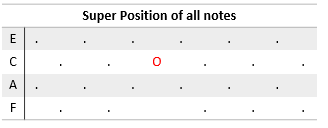 Super Position of all notes
E . . . . . .
C . . O . . .
A . . . . . .
F . . . . .